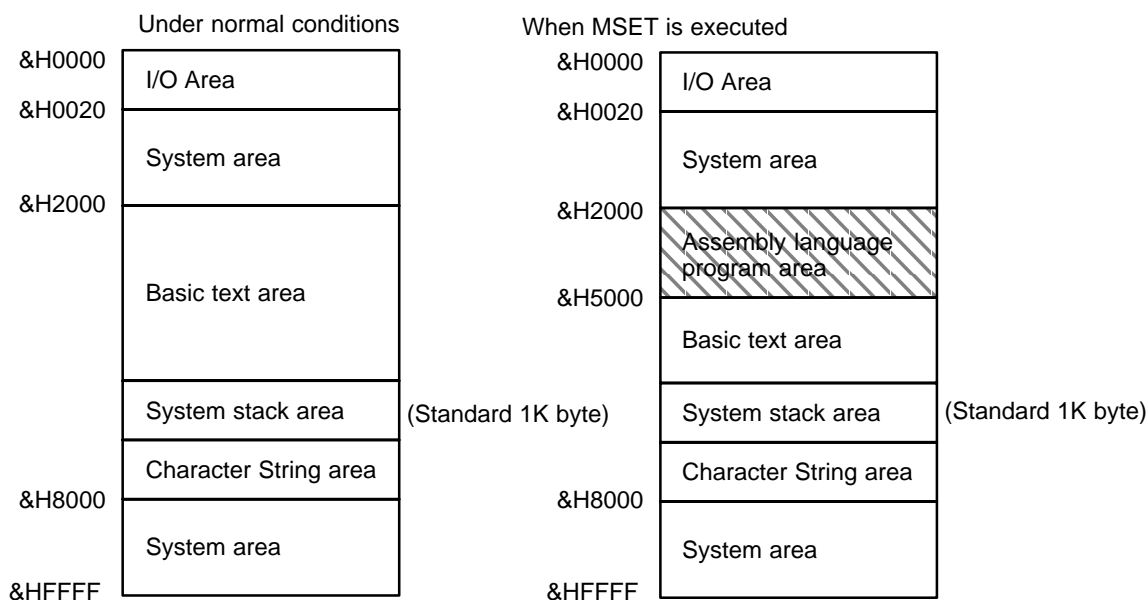 Under normal conditions
&H0000
I/O Area
&H0020
System area
&H2000
Basic text area
System stack area
(Standard 1K byte)
Character String area
&H8000
System area
&HFFFF
When MSET is executed
&H0000
I/O Area
&H0020
System area
&H2000
Assembly language
program area
&H5000
Basic text area
System stack area
(Standard 1K byte)
Character String area
&H8000
System area
&HFFFF